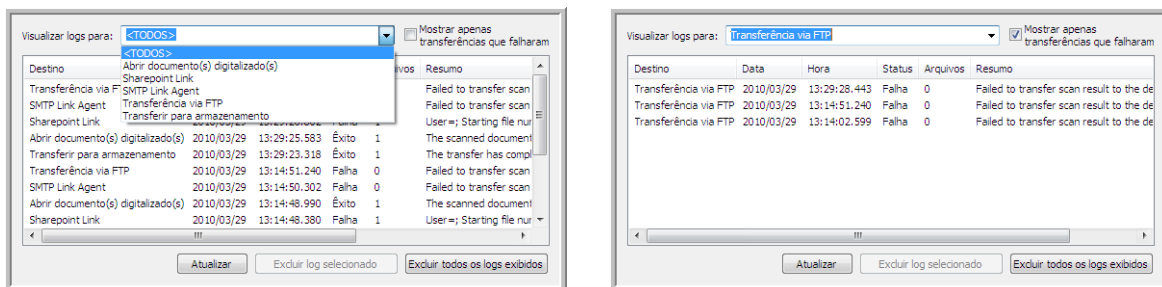 Visualizar logs para: <TODOS> Mostrar apenas transferências que falharam
<TODOS>
Abrir documento(s) digitalizado(s)
Sharepoint Link
SMTP Link Agent
Transferência via FTP
Transferir para armazenamento
Destino ivos Resumo
Transferência via F Failed to transfer scan
SMTP Link Agent Failed to transfer scan
Sharepoint Link User=; Starting file nur
Abrir documento(s) digitalizado(s) 2010/03/29 13:29:25.583 Êxito 1 The scanned document
Transferir para armazenamento 2010/03/29 13:29:23.318 Êxito 1 The transfer has compl
Transferência via FTP 2010/03/29 13:14:51.240 Falha 0 Failed to transfer scan
SMTP Link Agent 2010/03/29 13:14:50.302 Falha 0 Failed to transfer scan
Abrir documento(s) digitalizado(s) 2010/03/29 13:14:48.990 Êxito 1 The scanned document
Sharepoint Link 2010/03/29 13:14:48.380 Falha 1 User=; Starting file nur
Atualizar Excluir log selecionado Excluir todos os logs exibidos
Visualizar logs para: Transferência via FTP Mostrar apenas transferências que falharam
Destino Data Hora Status Arquivos Resumo
Transferência via FTP 2010/03/29 13:29:28.443 Falha 0 Failed to transfer scan result to the de
Transferência via FTP 2010/03/29 13:14:51.240 Falha 0 Failed to transfer scan result to the de
Transferência via FTP 2010/03/29 13:14:02.599 Falha 0 Failed to transfer scan result to the de
Atualizar Excluir log selecionado Excluir todos os logs exibidos